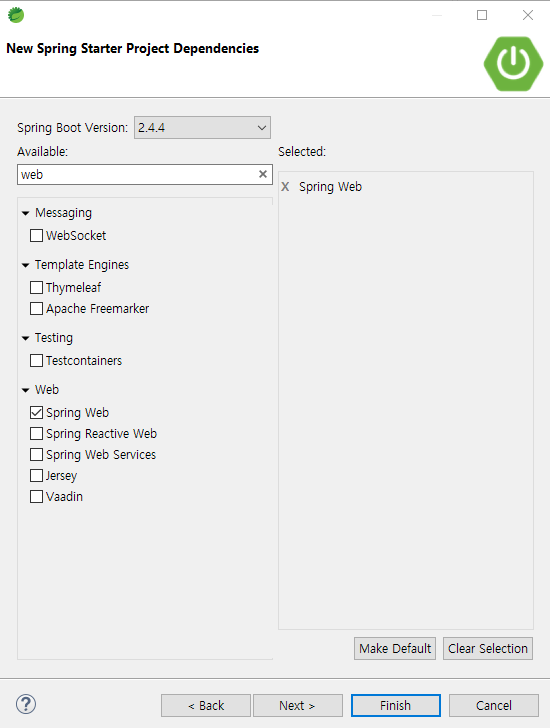 New Spring Starter Project Dependencies
Spring Boot Version: 2.4.4
Available:
Selected:
web
X Spring Web
Messaging
WebSocket
Template Engines
Thymeleaf
Apache Freemarker
Testing
Testcontainers
Web
Spring Web
Spring Reactive Web
Spring Web Services
Jersey
Vaadin
Make Default Clear Selection
? < Back Next > Finish Cancel